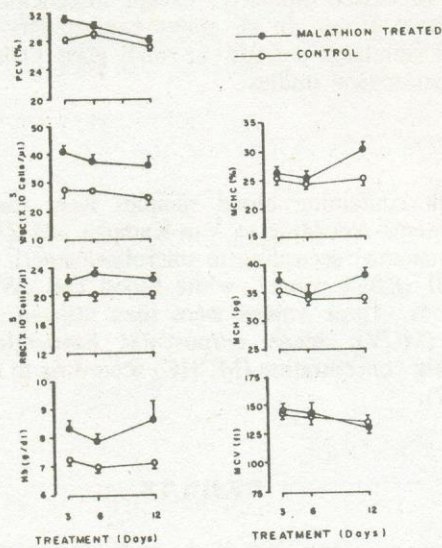 MALATHION TREATED
CONTROL
PCV(%)
32
28
24
20
WBC(X 10³ Cells/µl)
50
40
30
20
10
RBC(X 10⁵ Cells/µl)
24
20
16
12
Hb (g/dl)
10
9
8
7
6
3 6 12
TREATMENT (Days)
MCHC (%)
35
30
25
20
15
MCH (pg)
45
40
35
30
25
MCV (fl)
175
150
125
100
75
3 6 12
TREATMENT (Days)